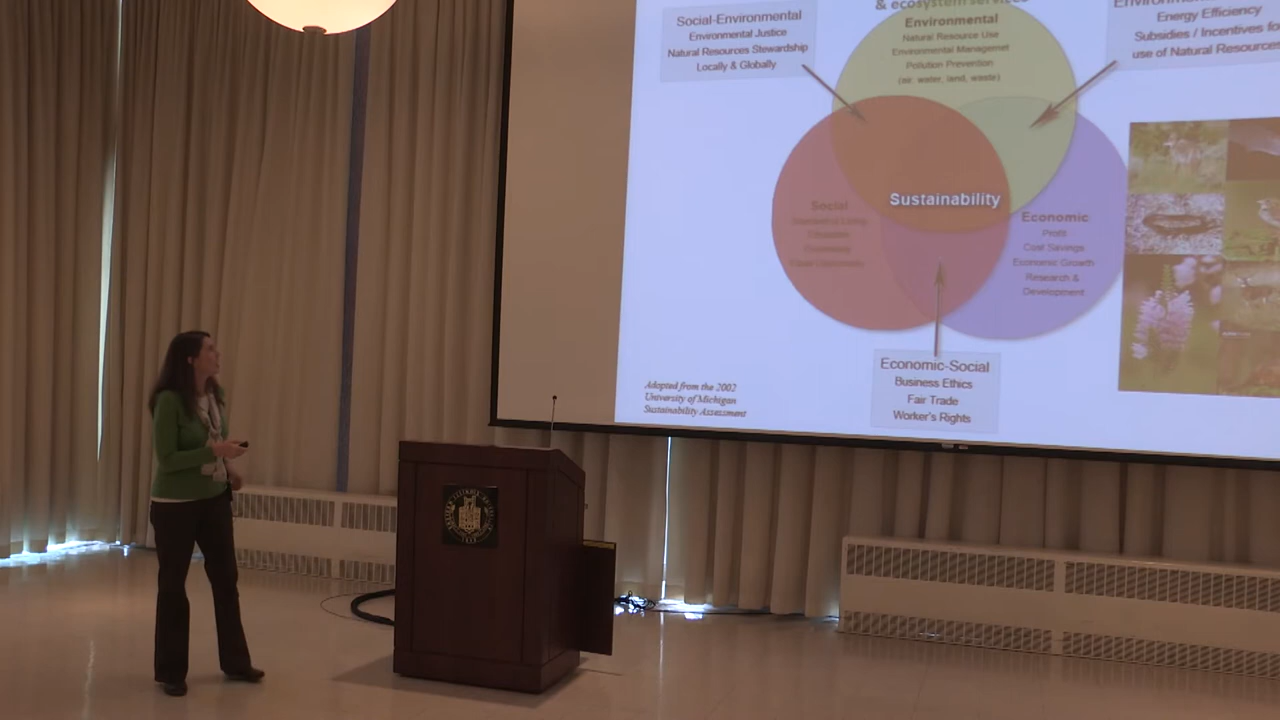 & ecosystem services
Social-Environmental
Environmental Justice
Natural Resources Stewardship
Locally & Globally
Environmental
Natural Resource Use
Environmental Managemet
Pollution Prevention
(air, water, land, waste)
Energy Efficiency
Subsidies / Incentives fo
use of Natural Resources
Sustainability
Social
Economic
Profit
Cost Savings
Economic Growth
Research &
Development
Economic-Social
Business Ethics
Fair Trade
Worker's Rights
Adopted from the 2002
University of Michigan
Sustainability Assessment